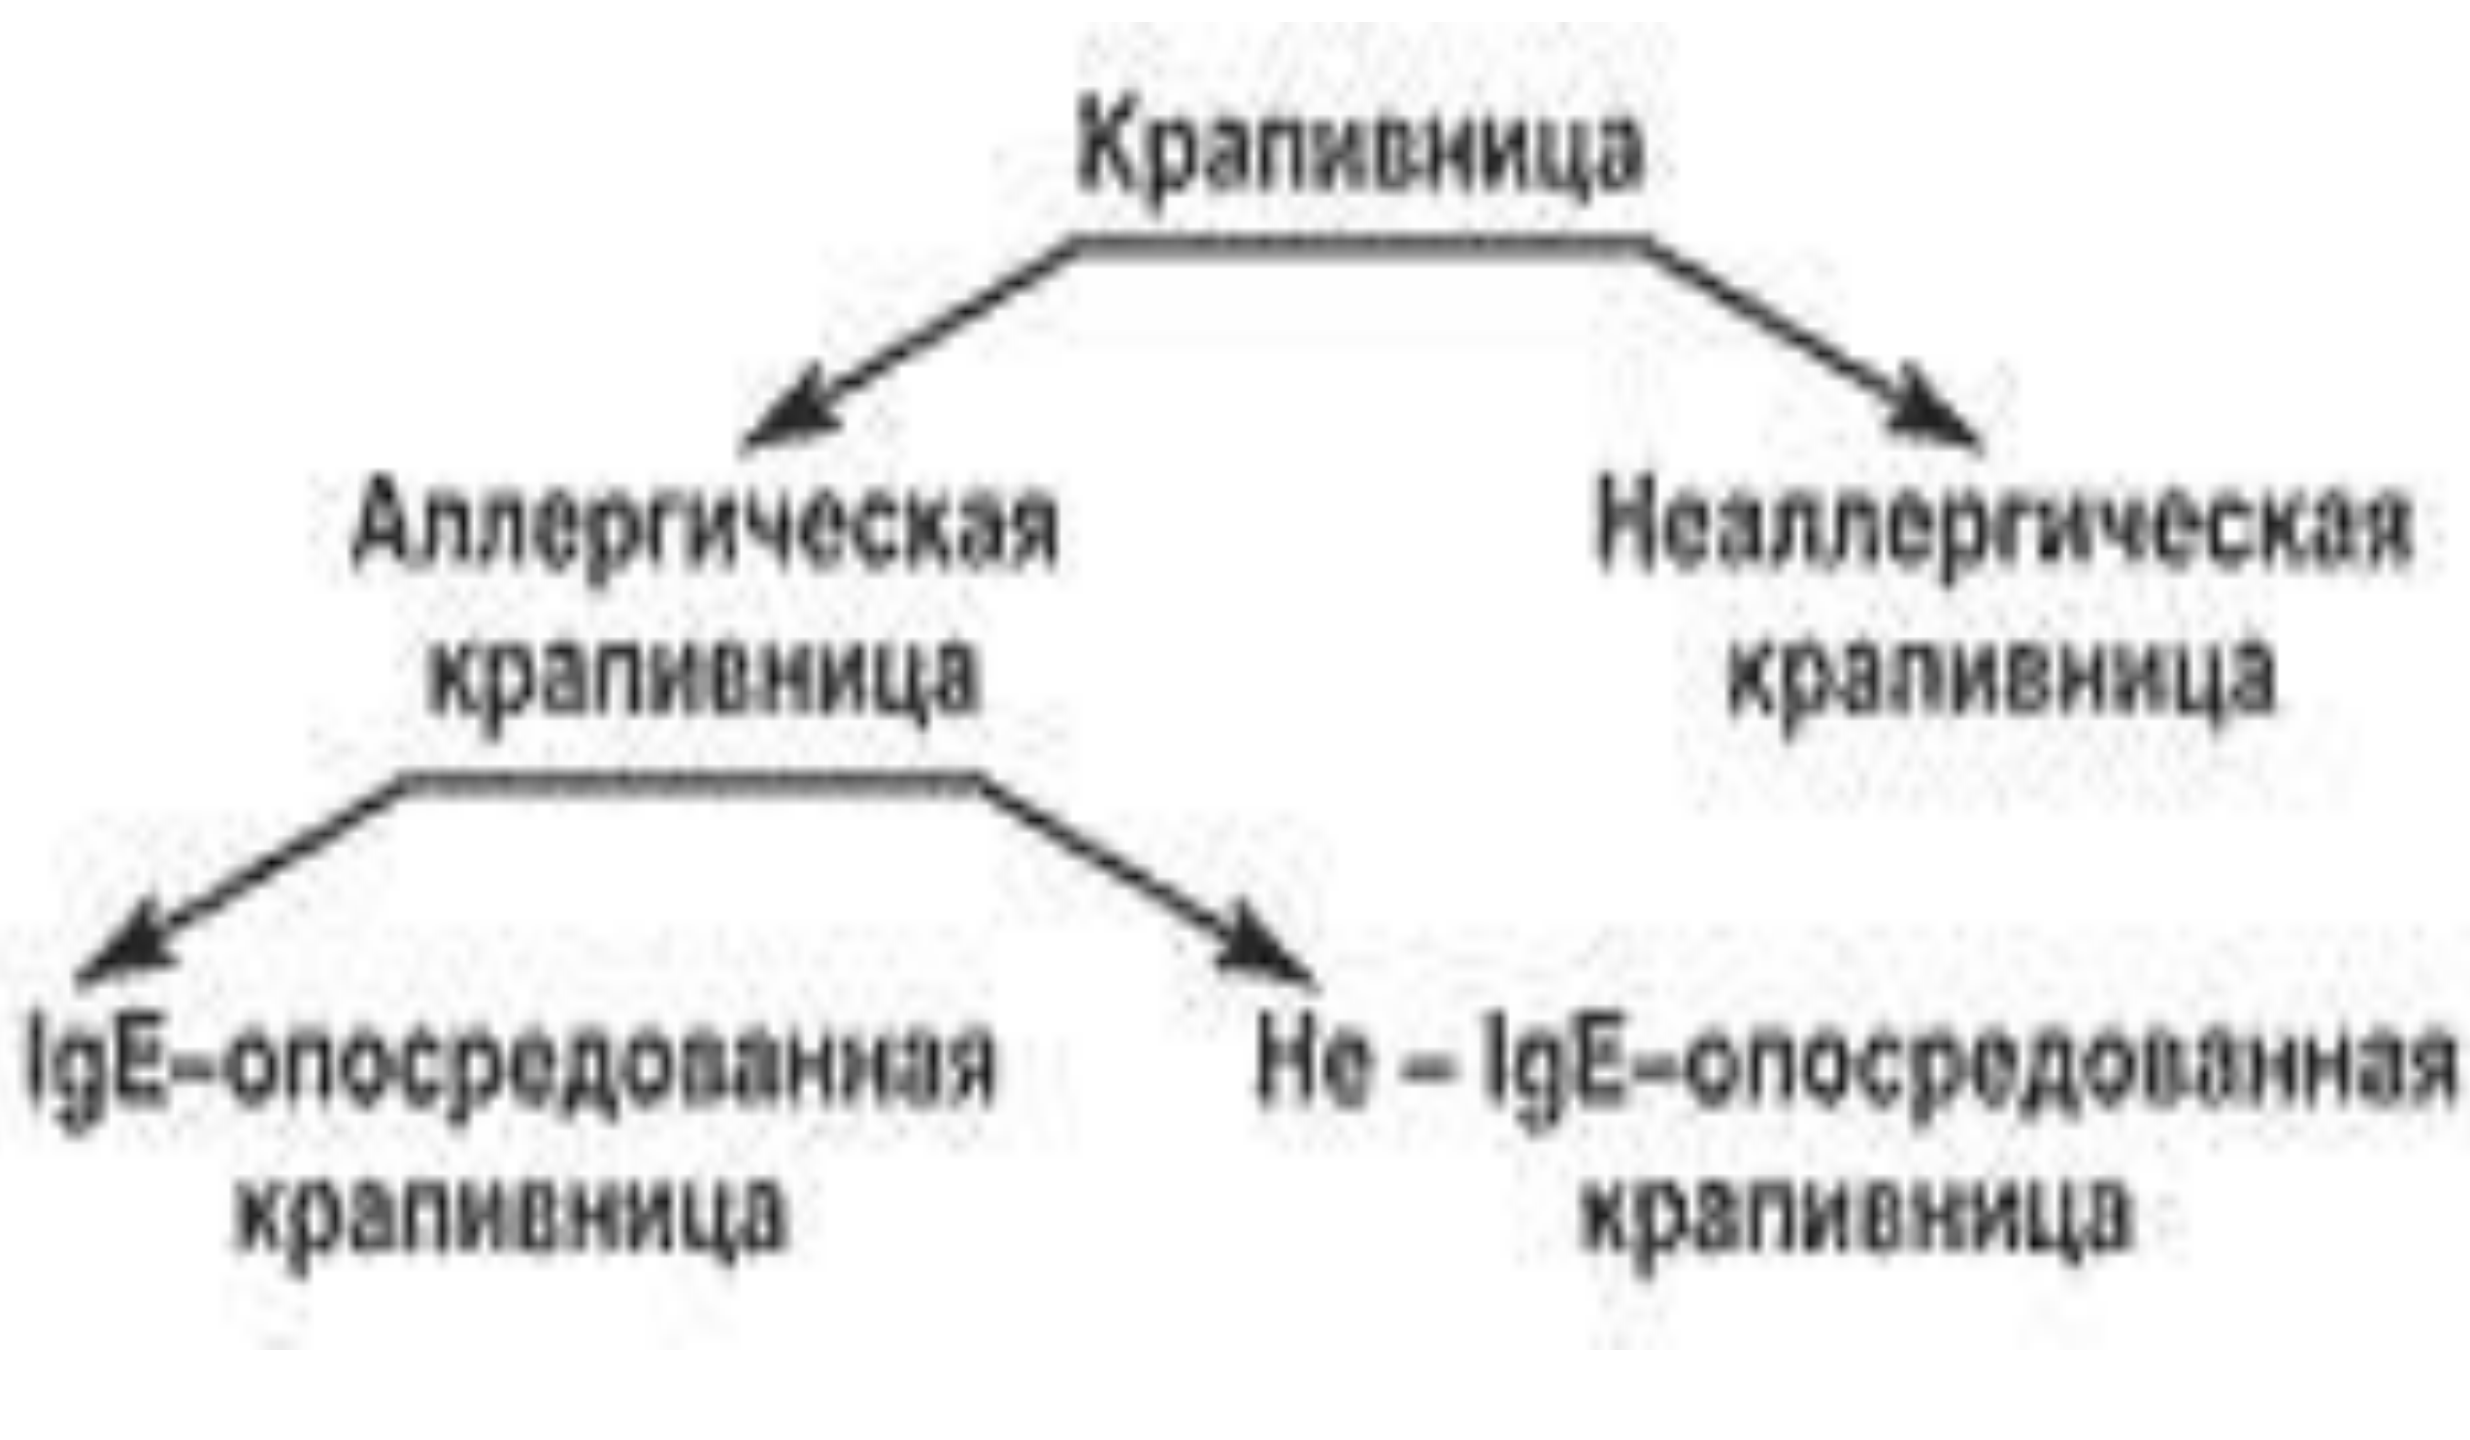 Крапивница
Аллергическая
крапивница
Неаллергическая
крапивница
IgE–опосредованная
крапивница
Не – IgE–опосредованная
крапивница